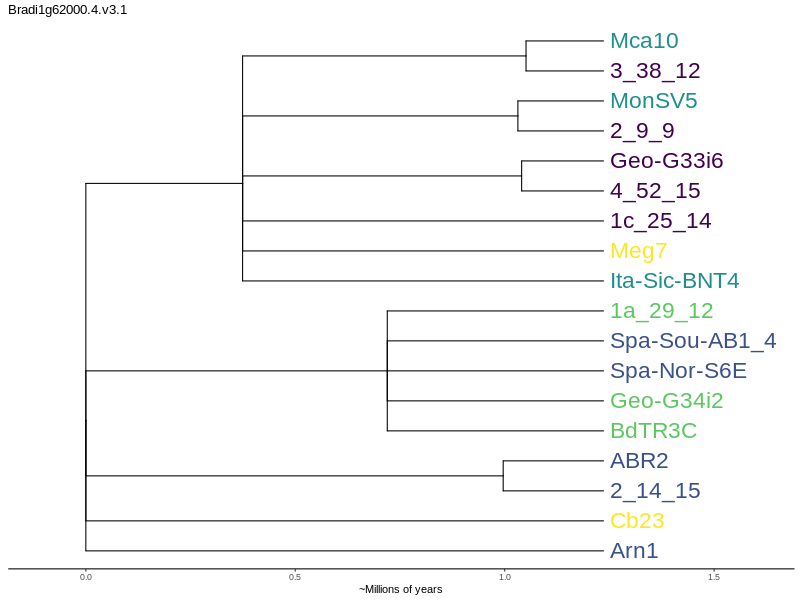 Bradi1g62000.4.v3.1
Mca10
3_38_12
MonSV5
2_9_9
Geo-G33i6
4_52_15
1c_25_14
Meg7
Ita-Sic-BNT4
1a_29_12
Spa-Sou-AB1_4
Spa-Nor-S6E
Geo-G34i2
BdTR3C
ABR2
2_14_15
Cb23
Arn1
0.0 0.5 1.0 1.5
~Millions of years